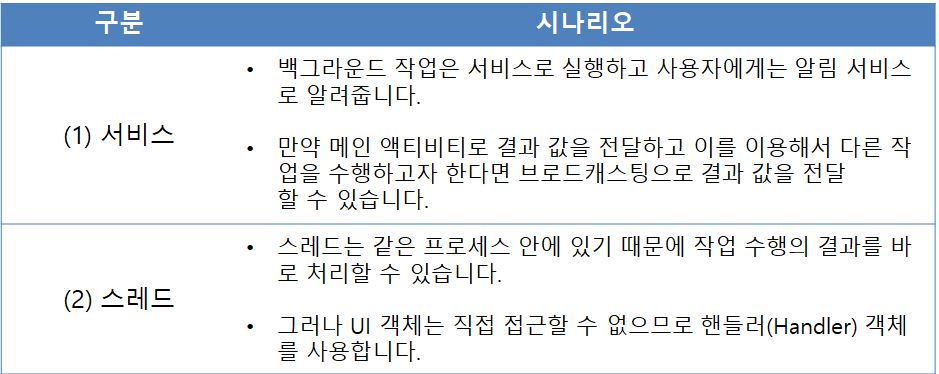 구분
시나리오
(1) 서비스
• 백그라운드 작업은 서비스로 실행하고 사용자에게는 알림 서비스
로 알려줍니다.
• 만약 메인 액티비티로 결과 값을 전달하고 이를 이용해서 다른 작
업을 수행하고자 한다면 브로드캐스팅으로 결과 값을 전달
할 수 있습니다.
(2) 스레드
• 스레드는 같은 프로세스 안에 있기 때문에 작업 수행의 결과를 바
로 처리할 수 있습니다.
• 그러나 UI 객체는 직접 접근할 수 없으므로 핸들러(Handler) 객체
를 사용합니다.